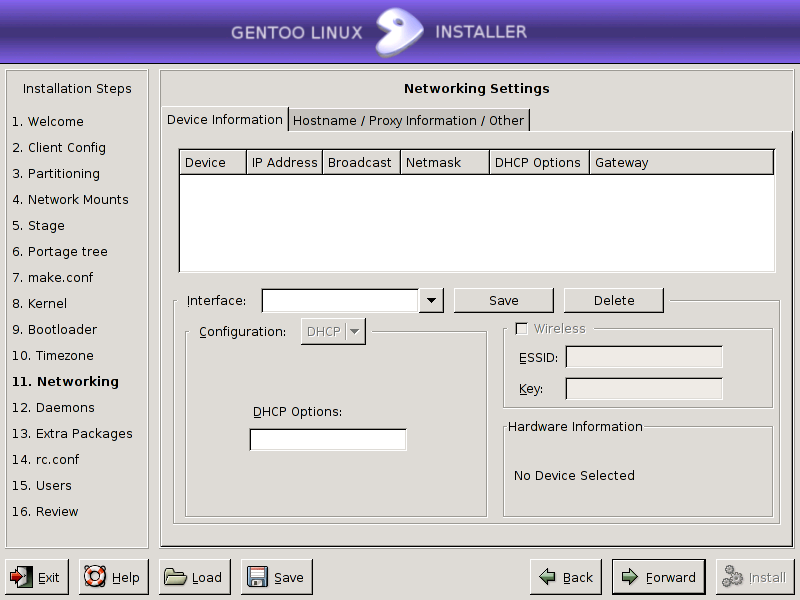 GENTOO LINUX INSTALLER
Installation Steps
1. Welcome
2. Client Config
3. Partitioning
4. Network Mounts
5. Stage
6. Portage tree
7. make.conf
8. Kernel
9. Bootloader
10. Timezone
11. Networking
12. Daemons
13. Extra Packages
14. rc.conf
15. Users
16. Review
Networking Settings
Device Information Hostname / Proxy Information / Other
Device IP Address Broadcast Netmask DHCP Options Gateway
Interface: Save Delete
Configuration: DHCP
DHCP Options:
Wireless
ESSID:
Key:
Hardware Information
No Device Selected
Exit Help Load Save Back Forward Install